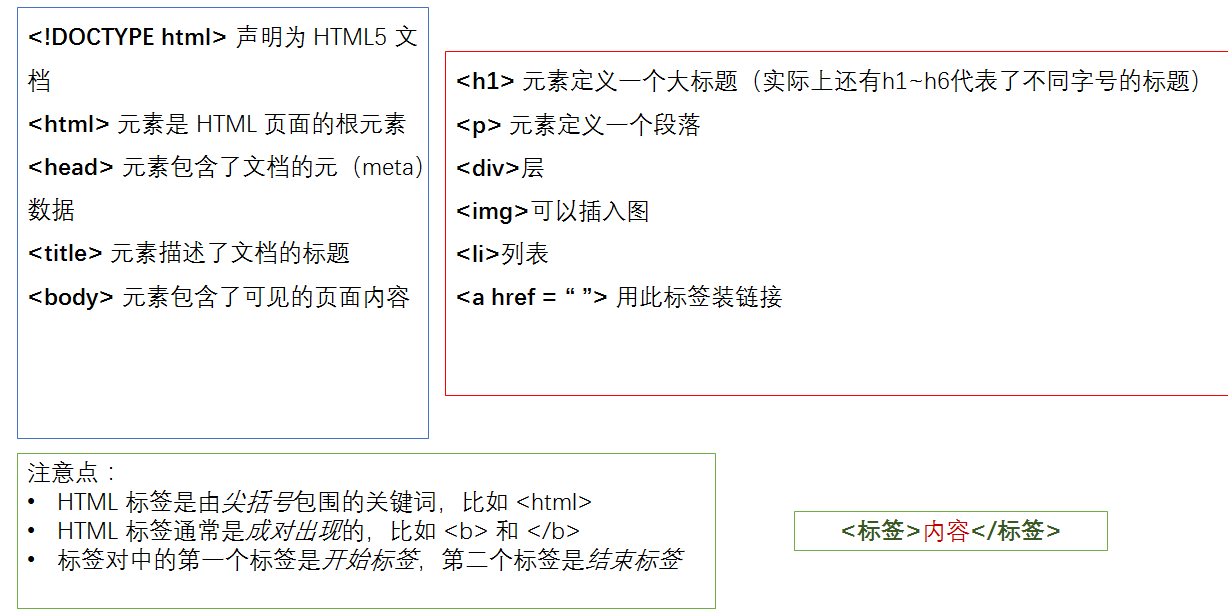 <!DOCTYPE html> 声明为 HTML5 文
档
<html> 元素是 HTML 页面的根元素
<head> 元素包含了文档的元（meta）
数据
<title> 元素描述了文档的标题
<body> 元素包含了可见的页面内容
<h1> 元素定义一个大标题（实际上还有h1~h6代表了不同字号的标题）
<p> 元素定义一个段落
<div>层
<img>可以插入图
<li>列表
<a href = “ ”> 用此标签装链接
注意点：
• HTML 标签是由尖括号包围的关键词，比如 <html>
• HTML 标签通常是成对出现的，比如 <b> 和 </b>
• 标签对中的第一个标签是开始标签，第二个标签是结束标签
<标签>内容</标签>